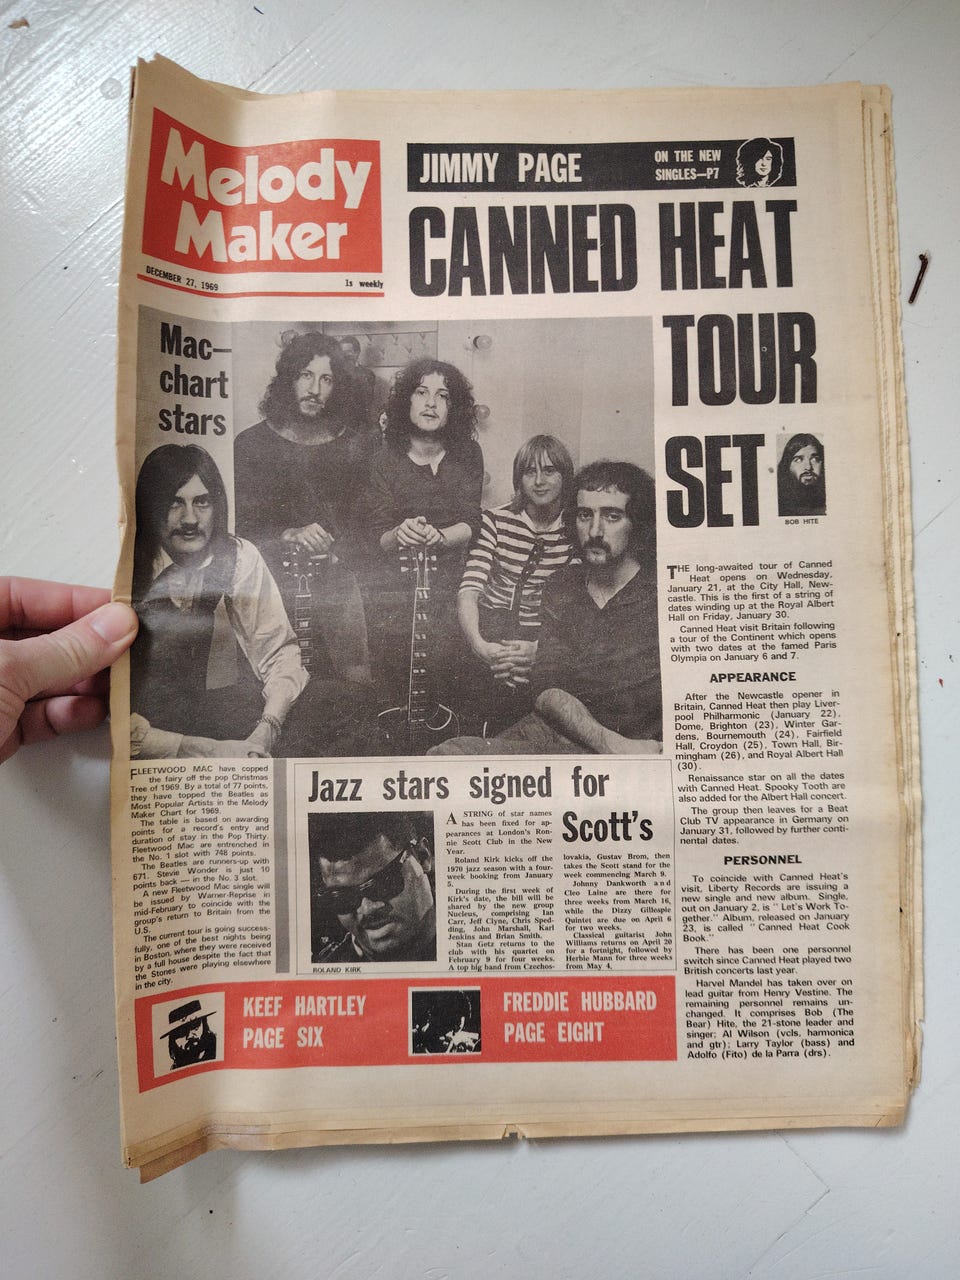 Melody
Maker
DECEMBER 27, 1969
1s weekly
JIMMY PAGE
ON THE NEW
SINGLES—P7
CANNED HEAT
TOUR
SET
BOB HITE
Mac—
chart
stars
FLEETWOOD MAC have copped
the fairy off the pop Christmas
Tree of 1969. By a total of 77 points,
they have topped the Beatles as
Most Popular Artists in the Melody
Maker Chart for 1969.
The table is based on awarding
points for a record's entry and
duration of stay in the Pop Thirty.
Fleetwood Mac are entrenched in
the No. 1 slot with 748 points.
The Beatles are runners-up with
671. Stevie Wonder is just 10
points back — in the No. 3 slot.
A new Fleetwood Mac single will
be issued by Warner-Reprise in
mid-February to coincide with the
group's return to Britain from the
U.S.
The current tour is going success-
fully, one of the best nights being
in Boston, where they were received
by a full house despite the fact that
the Stones were playing elsewhere
in the city.
Jazz stars signed for
Scott's
ROLAND KIRK
A STRING of star names
has been fixed for ap-
pearances at London's Ron-
nie Scott Club in the New
Year.
Roland Kirk kicks off the
1970 jazz season with a four-
week booking from January
5.
During the first week of
Kirk's date, the bill will be
shared by the new group
Nucleus, comprising Ian
Carr, Jeff Clyne, Chris Sped-
ding, John Marshall, Karl
Jenkins and Brian Smith.
Stan Getz returns to the
club with his quartet on
February 9 for four weeks.
A top big band from Czechos-
lovakia, Gustav Brom, then
takes the Scott stand for the
week commencing March 9.
Johnny Dankworth and
Cleo Laine are there for
three weeks from March 16,
while the Dizzy Gillespie
Quintet are due on April 6
for two weeks.
Classical guitarist John
Williams returns on April 20
for a fortnight, followed by
Herbie Mann for three weeks
from May 4.
THE long-awaited tour of Canned
Heat opens on Wednesday,
January 21, at the City Hall, New-
castle. This is the first of a string of
dates winding up at the Royal Albert
Hall on Friday, January 30.
Canned Heat visit Britain following
a tour of the Continent which opens
with two dates at the famed Paris
Olympia on January 6 and 7.
APPEARANCE
After the Newcastle opener in
Britain, Canned Heat then play Liver-
pool Philharmonic (January 22),
Dome, Brighton (23), Winter Gar-
dens, Bournemouth (24), Fairfield
Hall, Croydon (25), Town Hall, Bir-
mingham (26), and Royal Albert Hall
(30).
Renaissance star on all the dates
with Canned Heat. Spooky Tooth are
also added for the Albert Hall concert.
The group then leaves for a Beat
Club TV appearance in Germany on
January 31, followed by further conti-
nental dates.
PERSONNEL
To coincide with Canned Heat's
visit, Liberty Records are issuing a
new single and new album. Single,
out on January 2, is "Let's Work To-
gether." Album, released on January
23, is called "Canned Heat Cook
Book."
There has been one personnel
switch since Canned Heat played two
British concerts last year.
Harvel Mandel has taken over on
lead guitar from Henry Vestine. The
remaining personnel remains un-
changed. It comprises Bob (The
Bear) Hite, the 21-stone leader and
singer; Al Wilson (vcls, harmonica
and gtr); Larry Taylor (bass) and
Adolfo (Fito) de la Parra (drs).
KEEF HARTLEY
PAGE SIX
FREDDIE HUBBARD
PAGE EIGHT